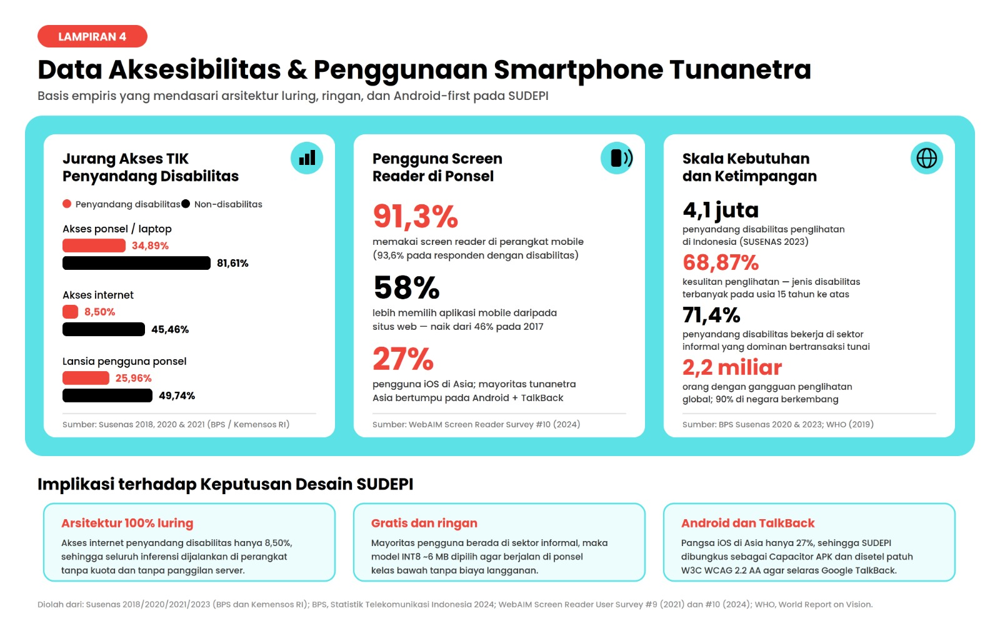 LAMPIRAN 4
Data Aksesibilitas & Penggunaan Smartphone Tunanetra
Basis empiris yang mendasari arsitektur luring, ringan, dan Android-first pada SUDEPI
Jurang Akses TIK
Penyandang Disabilitas
Penyandang disabilitas
Non-disabilitas
Akses ponsel / laptop
34,89%
81,61%
Akses internet
8,50%
45,46%
Lansia pengguna ponsel
25,96%
49,74%
Sumber: Susenas 2018, 2020 & 2021 (BPS / Kemensos RI)
Pengguna Screen
Reader di Ponsel
91,3%
memakai screen reader di perangkat mobile
(93,6% pada responden dengan disabilitas)
58%
lebih memilih aplikasi mobile daripada
situs web — naik dari 46% pada 2017
27%
pengguna iOS di Asia; mayoritas tunanetra
Asia bertumpu pada Android + TalkBack
Sumber: WebAIM Screen Reader Survey #10 (2024)
Skala Kebutuhan
dan Ketimpangan
4,1 juta
penyandang disabilitas penglihatan
di Indonesia (SUSENAS 2023)
68,87%
kesulitan penglihatan — jenis disabilitas
terbanyak pada usia 15 tahun ke atas
71,4%
penyandang disabilitas bekerja di sektor
informal yang dominan bertransaksi tunai
2,2 miliar
orang dengan gangguan penglihatan
global; 90% di negara berkembang
Sumber: BPS Susenas 2020 & 2023; WHO (2019)
Implikasi terhadap Keputusan Desain SUDEPI
Arsitektur 100% luring
Akses internet penyandang disabilitas hanya 8,50%,
sehingga seluruh inferensi dijalankan di perangkat
tanpa kuota dan tanpa panggilan server.
Gratis dan ringan
Mayoritas pengguna berada di sektor informal, maka
model INT8 ~6 MB dipilih agar berjalan di ponsel
kelas bawah tanpa biaya langganan.
Android dan TalkBack
Pangsa iOS di Asia hanya 27%, sehingga SUDEPI
dibungkus sebagai Capacitor APK dan disetel patuh
W3C WCAG 2.2 AA agar selaras Google TalkBack.
Diolah dari: Susenas 2018/2020/2021/2023 (BPS dan Kemensos RI); BPS, Statistik Telekomunikasi Indonesia 2024; WebAIM Screen Reader User Survey #9 (2021) dan #10 (2024); WHO, World Report on Vision.